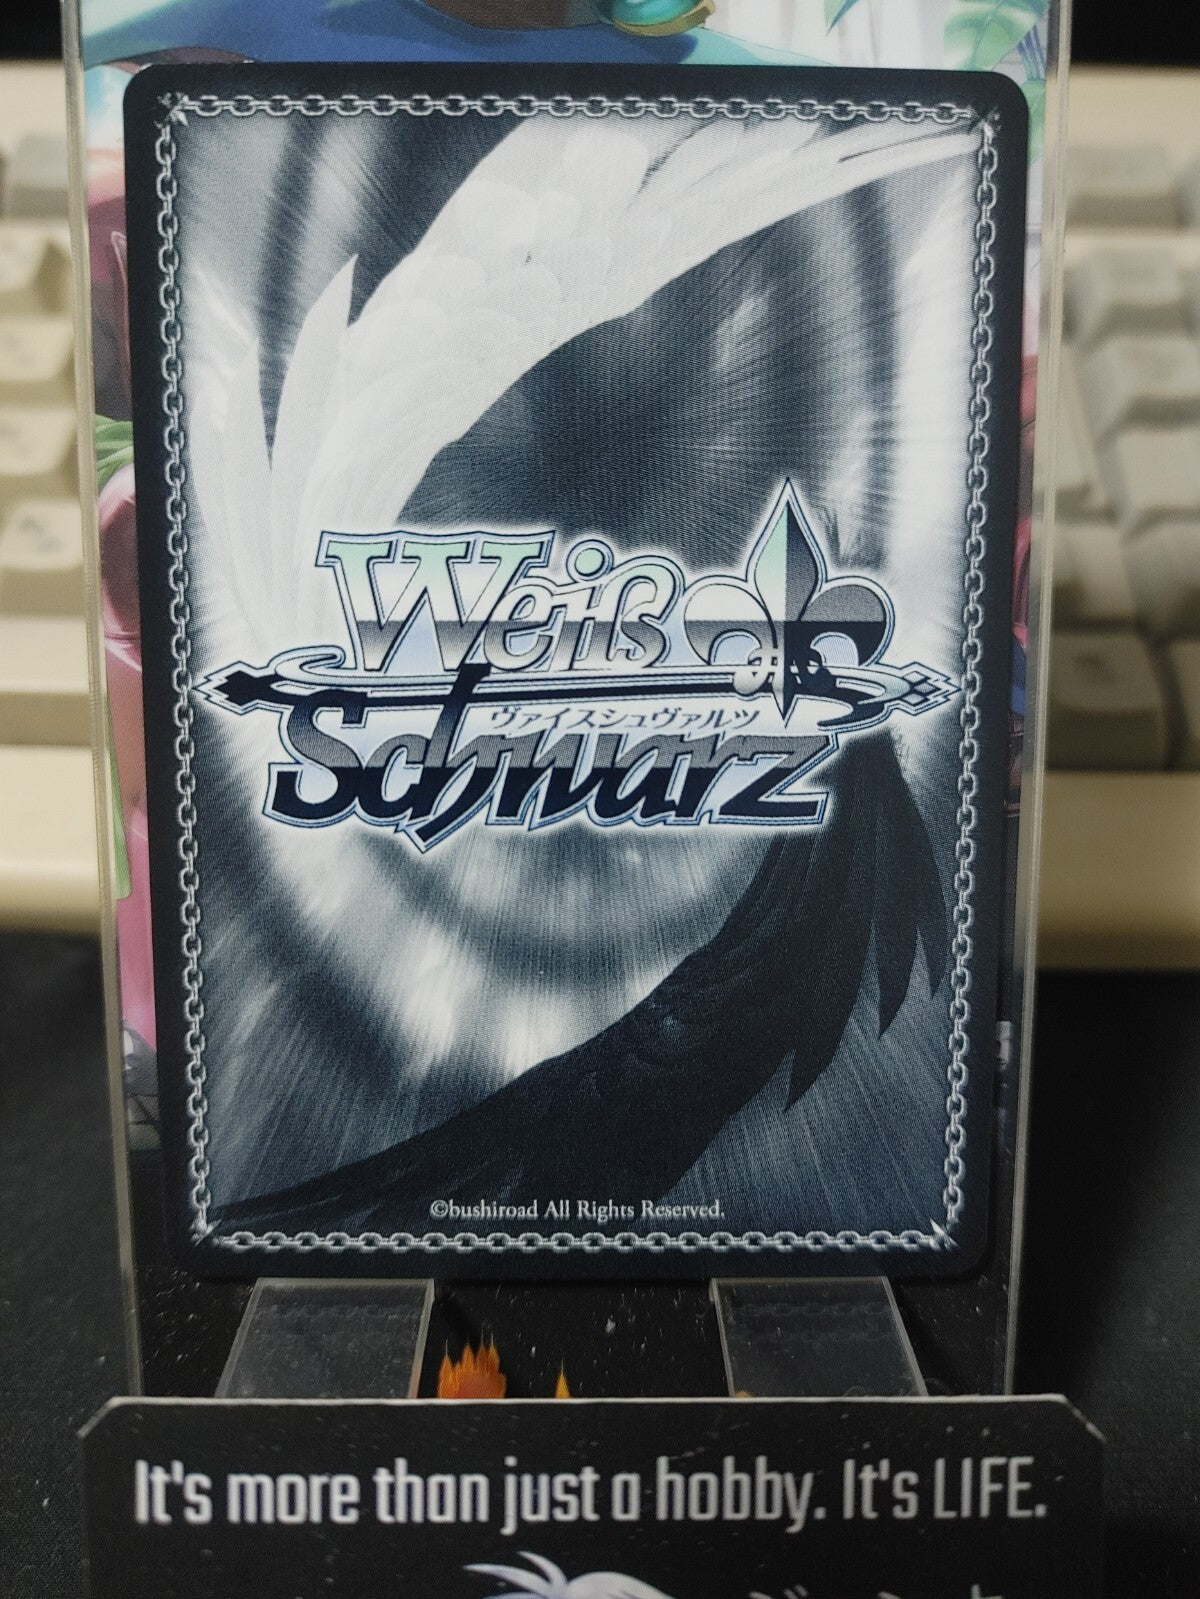 Weiß
ヴァイスシュヴァルツ
Schwarz
©bushiroad All Rights Reserved.
It's more than just a hobby. It's LIFE.